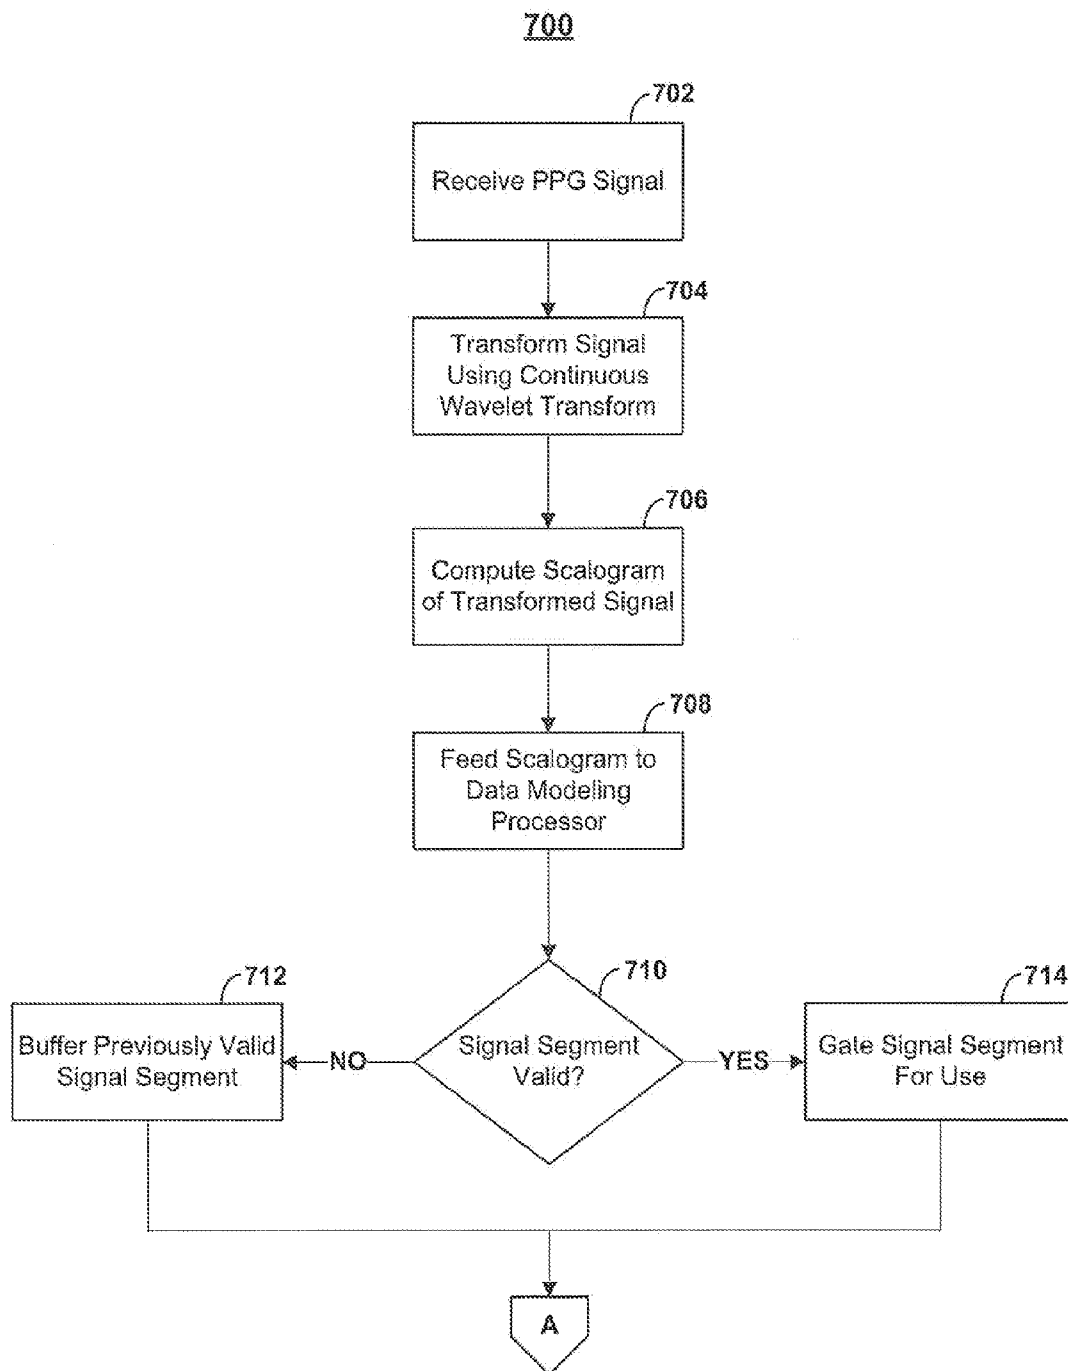 700
702
Receive PPG Signal
704
Transform Signal
Using Continuous
Wavelet Transform
706
Compute Scalogram
of Transformed Signal
708
Feed Scalogram to
Data Modeling
Processor
710
Signal Segment
Valid?
NO
YES
712
Buffer Previously Valid
Signal Segment
714
Gate Signal Segment
For Use
A